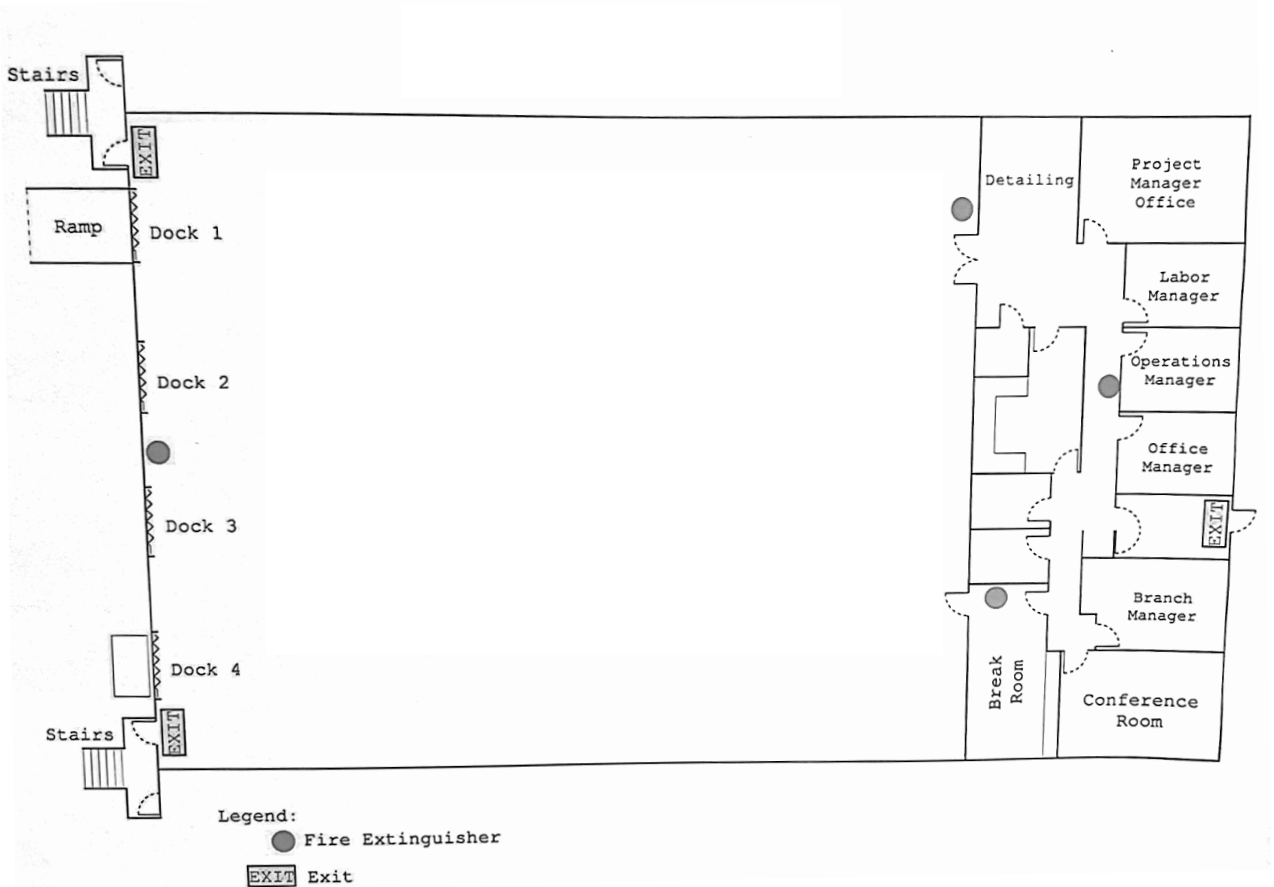 Stairs
EXIT
Ramp
Dock 1
Dock 2
Dock 3
Dock 4
EXIT
Stairs
Detailing
Project
Manager
Office
Labor
Manager
Operations
Manager
Office
Manager
EXIT
Branch
Manager
Break
Room
Conference
Room
Legend:
Fire Extinguisher
EXIT Exit